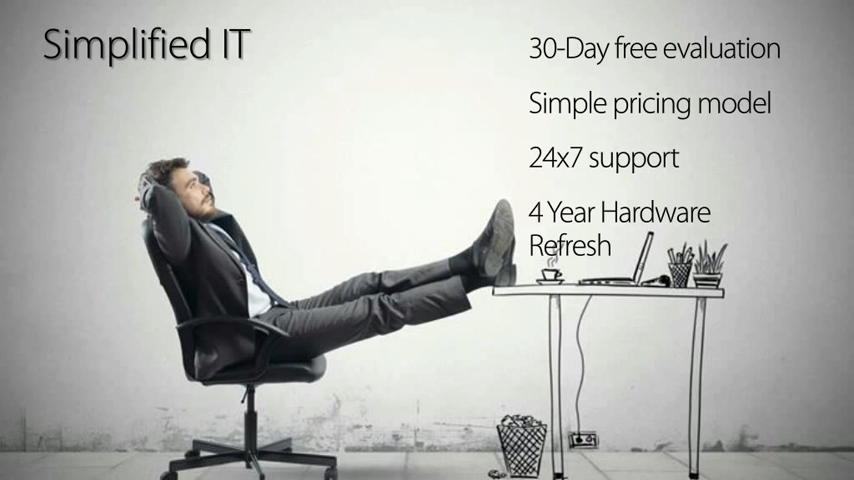 Simplified IT
30-Day free evaluation
Simple pricing model
24x7 support
4 Year Hardware
Refresh